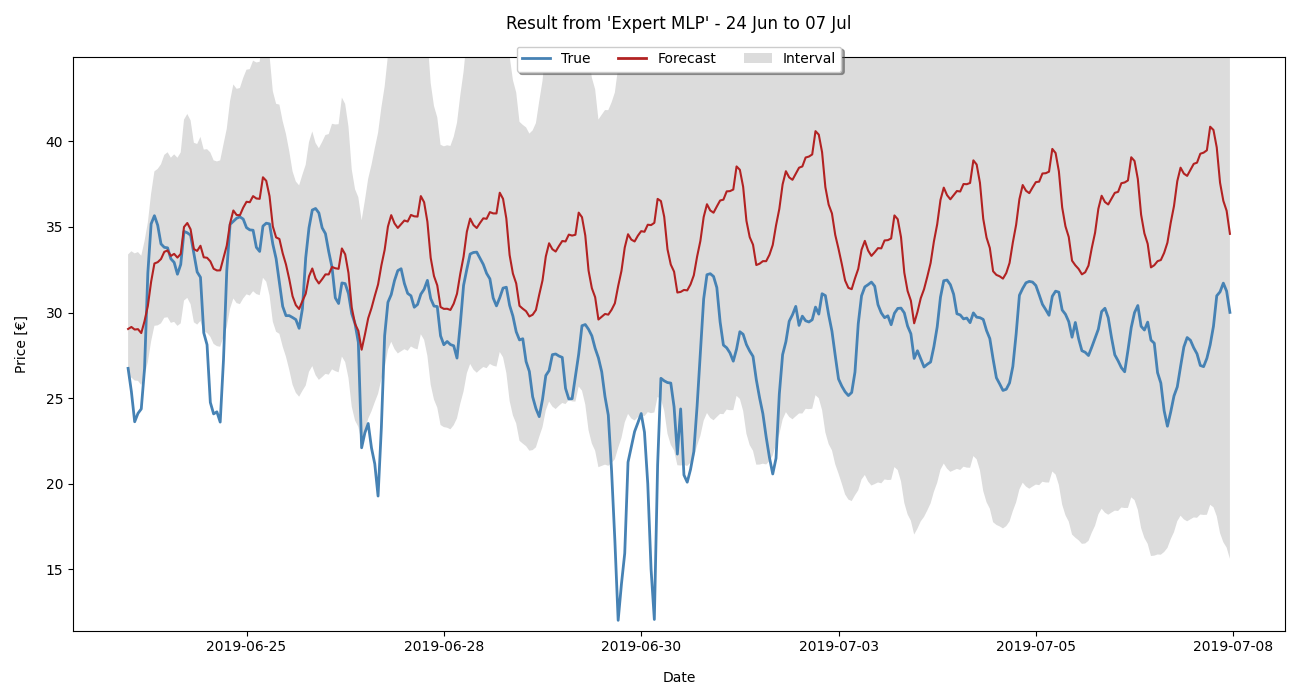 Result from 'Expert MLP' - 24 Jun to 07 Jul
True Forecast Interval
Price [€]
40
35
30
25
20
15
2019-06-25 2019-06-28 2019-06-30 2019-07-03 2019-07-05 2019-07-08
Date